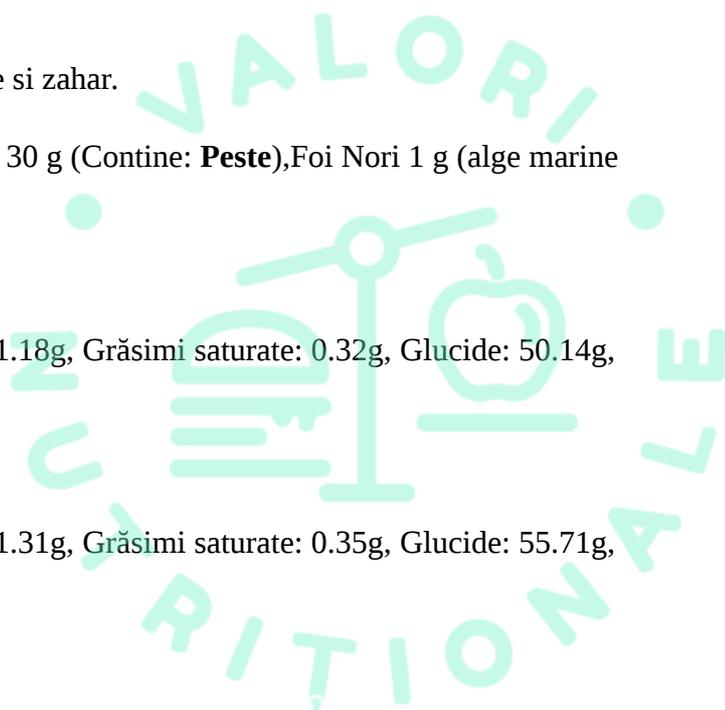 VALORI
e si zahar.
30 g (Contine: Peste),Foi Nori 1 g (alge marine
1.18g, Grăsimi saturate: 0.32g, Glucide: 50.14g,
1.31g, Grăsimi saturate: 0.35g, Glucide: 55.71g,
NUTRITIONALE